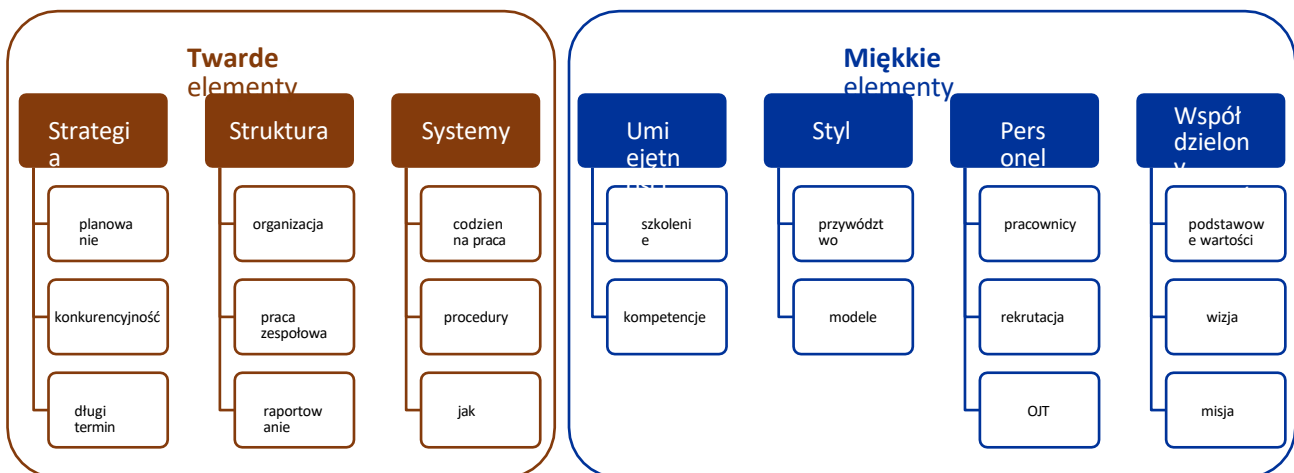 Twarde
elementy
Strategi
a
planowa
nie
konkurencyjność
długi
termin
Struktura
organizacja
praca
zespołowa
raportow
anie
Systemy
codzien
na praca
procedury
jak
Miękkie
elementy
Umi
ejętn
szkoleni
e
kompetencje
Styl
przywództ
wo
modele
Pers
onel
pracownicy
rekrutacja
OJT
Współ
dzielon
y
podstawow
e wartości
wizja
misja